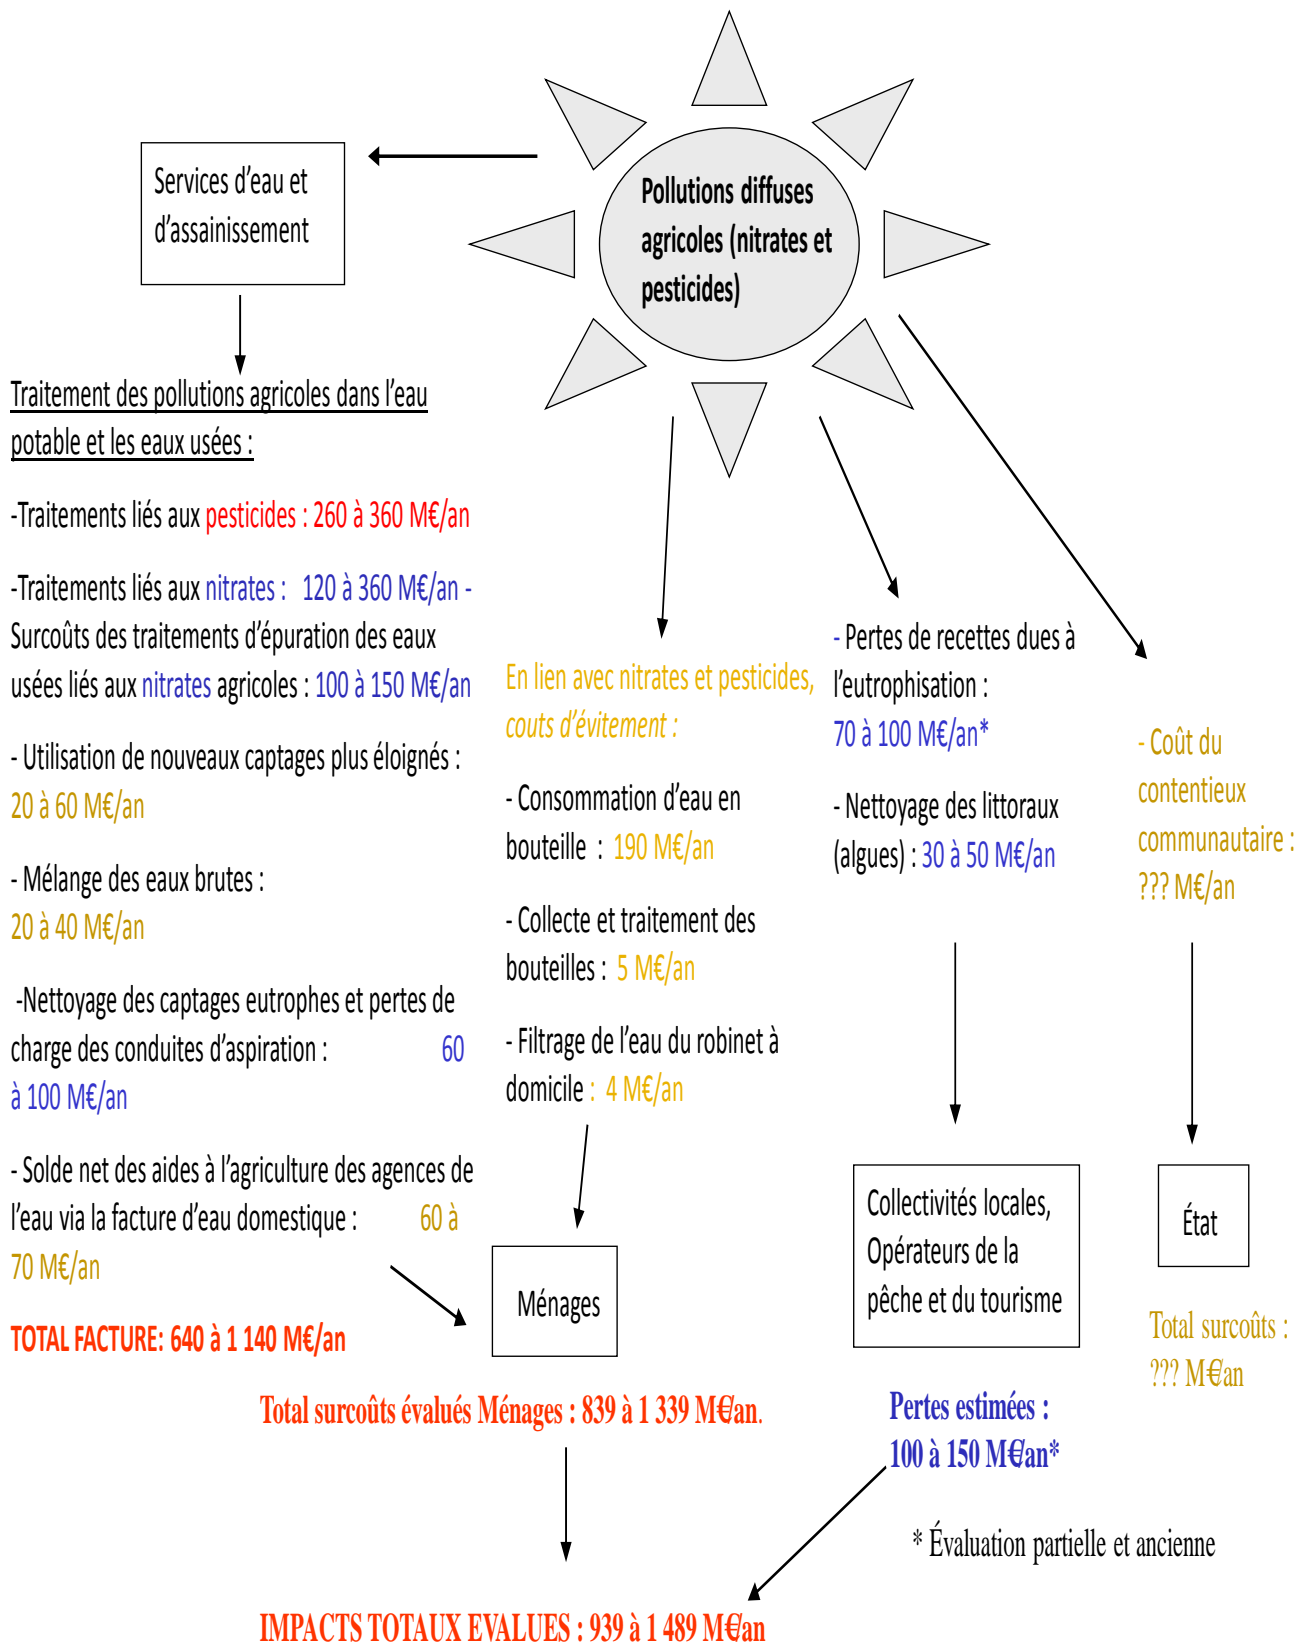 Pollutions diffuses
agricoles (nitrates et
pesticides)
Services d’eau et
d’assainissement
Traitement des pollutions agricoles dans l’eau
potable et les eaux usées :
-Traitements liés aux pesticides : 260 à 360 M€/an
-Traitements liés aux nitrates : 120 à 360 M€/an -
Surcoûts des traitements d’épuration des eaux
usées liés aux nitrates agricoles : 100 à 150 M€/an
- Utilisation de nouveaux captages plus éloignés :
20 à 60 M€/an
- Mélange des eaux brutes :
20 à 40 M€/an
-Nettoyage des captages eutrophes et pertes de
charge des conduites d’aspiration : 60
à 100 M€/an
- Solde net des aides à l’agriculture des agences de
l’eau via la facture d’eau domestique : 60 à
70 M€/an
TOTAL FACTURE: 640 à 1 140 M€/an
En lien avec nitrates et pesticides,
couts d’évitement :
- Consommation d’eau en
bouteille : 190 M€/an
- Collecte et traitement des
bouteilles : 5 M€/an
- Filtrage de l’eau du robinet à
domicile : 4 M€/an
Ménages
Total surcoûts évalués Ménages : 839 à 1 339 M€/an.
- Pertes de recettes dues à
l’eutrophisation :
70 à 100 M€/an*
- Nettoyage des littoraux
(algues) : 30 à 50 M€/an
Collectivités locales,
Opérateurs de la
pêche et du tourisme
Pertes estimées :
100 à 150 M€/an*
- Coût du
contentieux
communautaire :
??? M€/an
État
Total surcoûts :
??? M€/an
* Évaluation partielle et ancienne
IMPACTS TOTAUX EVALUES : 939 à 1 489 M€/an